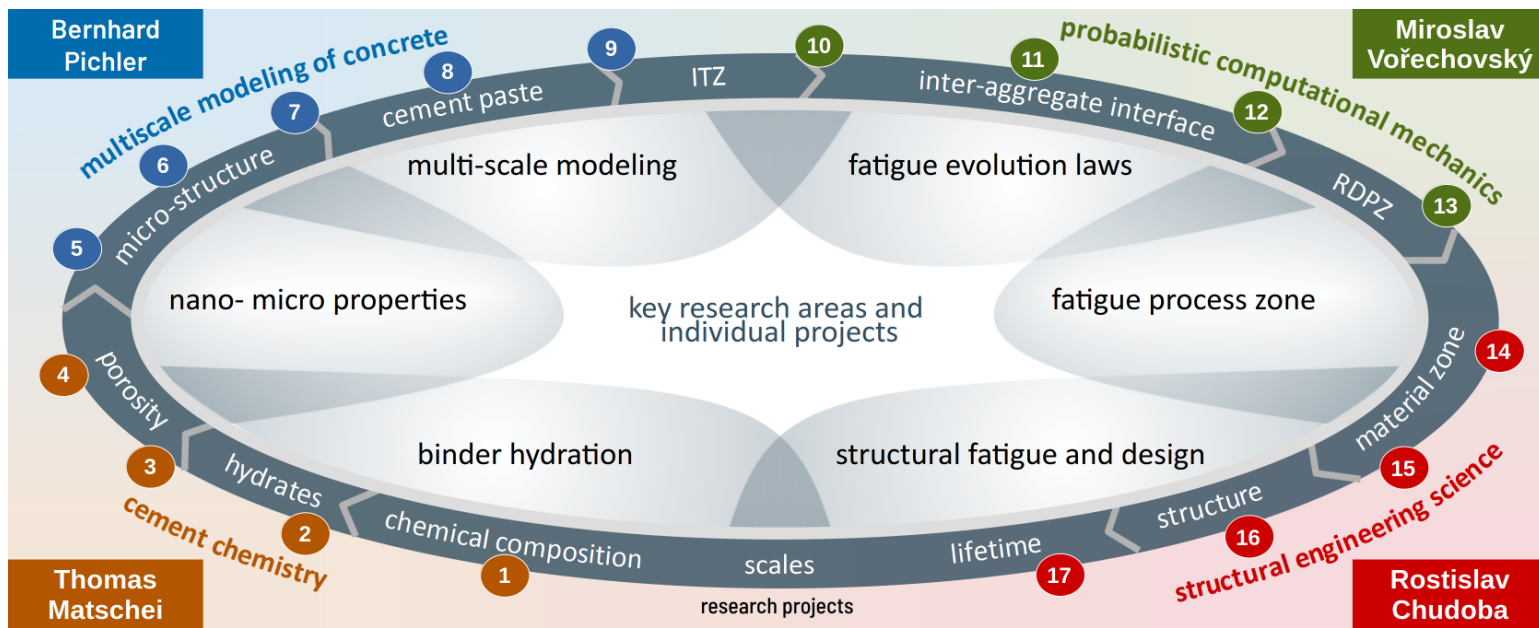 Bernhard
Pichler
multiscale modeling of concrete
Miroslav
Vořechovský
probabilistic computational mechanics
9
10
8
11
7
12
6
13
5
14
4
15
3
16
2
17
1
cement paste
ITZ
inter-aggregate interface
micro-structure
RDPZ
multi-scale modeling
fatigue evolution laws
nano- micro properties
key research areas and
individual projects
fatigue process zone
porosity
material zone
binder hydration
structural fatigue and design
hydrates
structure
chemical composition
scales
lifetime
cement chemistry
structural engineering science
research projects
Thomas
Matschei
Rostislav
Chudoba